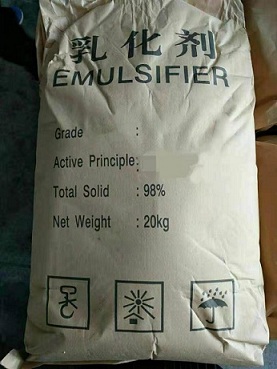 乳化剂
EMULSIFIER
Grade :
Active Principle:
Total Solid : 98%
Net Weight : 20kg